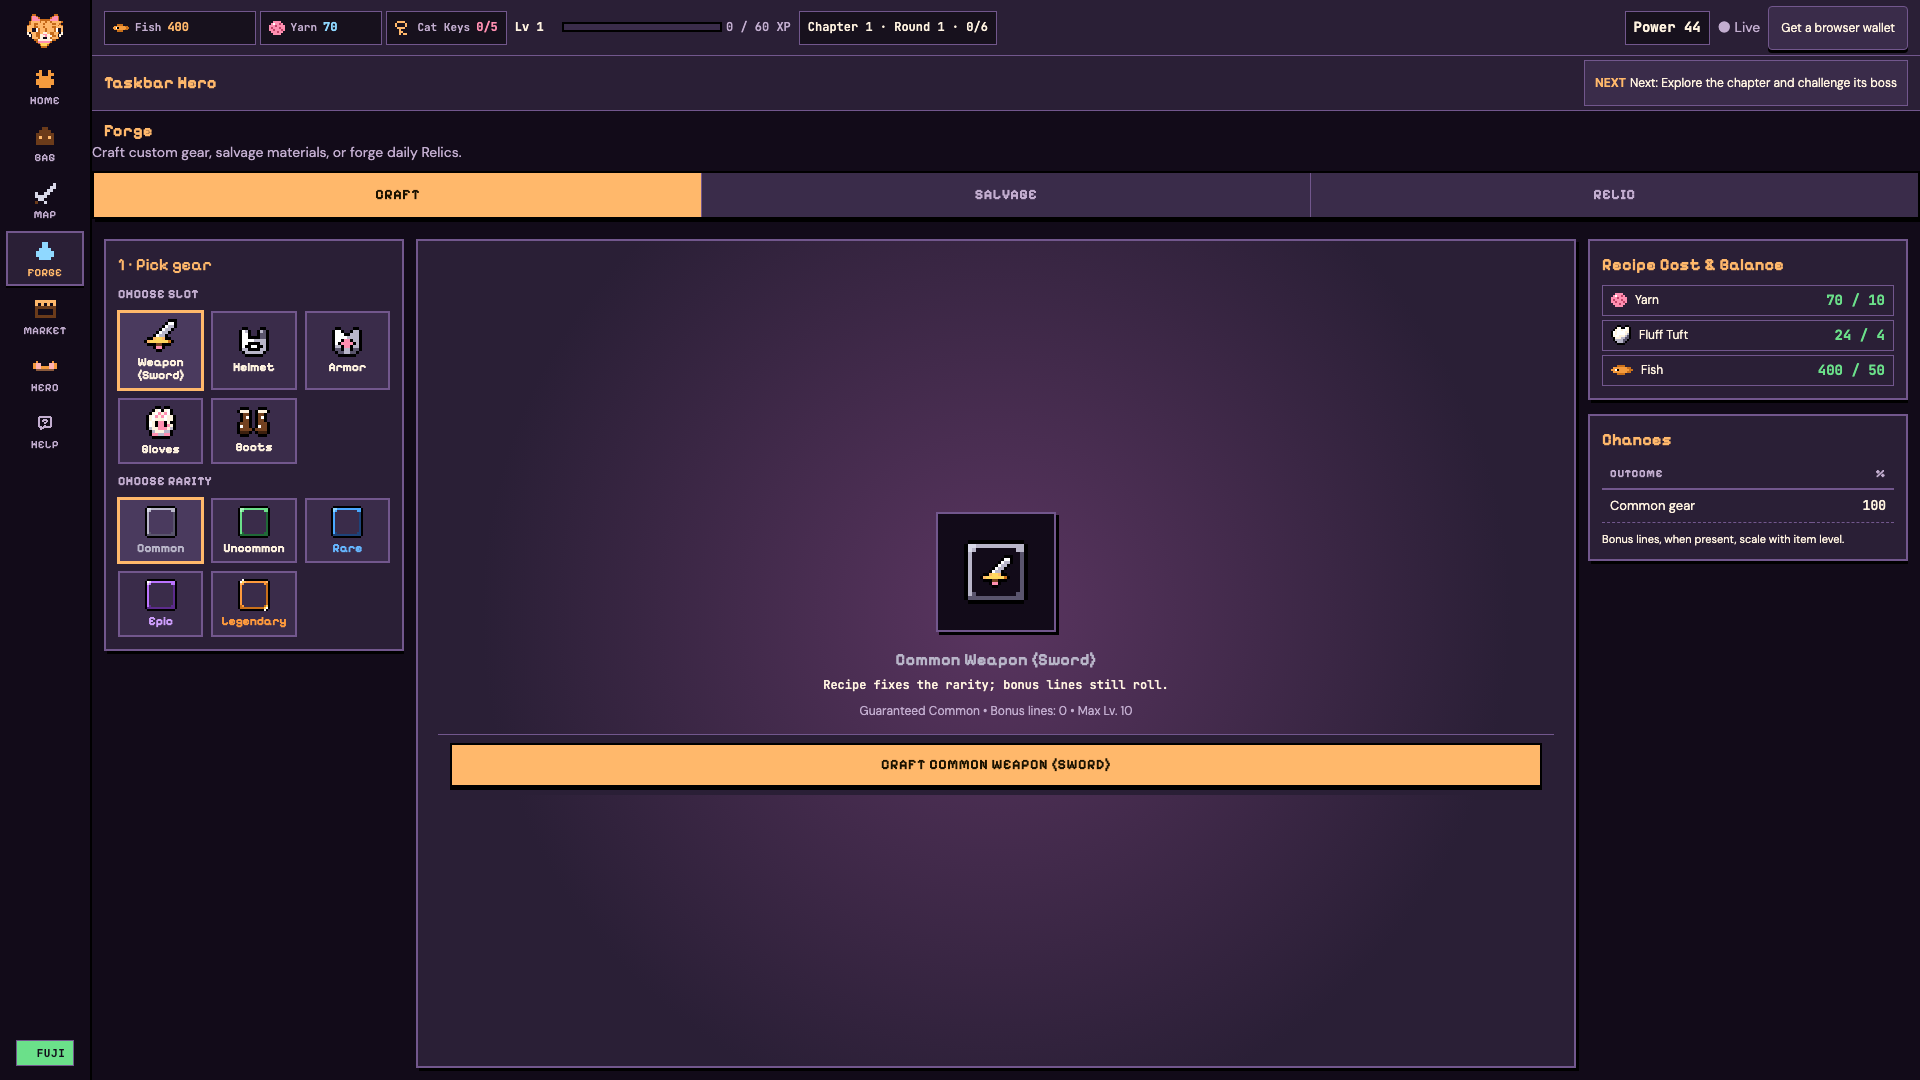 Fish 400
Yarn 70
Cat Keys 0/5
Lv 1
0 / 60 XP
Chapter 1 · Round 1 · 0/6
Power 44
Live
Get a browser wallet
Taskbar Hero
NEXT Next: Explore the chapter and challenge its boss
HOME
BAG
MAP
FORGE
MARKET
HERO
HELP
FUJI
Forge
Craft custom gear, salvage materials, or forge daily Relics.
CRAFT
SALVAGE
RELIC
1 · Pick gear
CHOOSE SLOT
Weapon
(Sword)
Helmet
Armor
Gloves
Boots
CHOOSE RARITY
Common
Uncommon
Rare
Epic
Legendary
Common Weapon (Sword)
Recipe fixes the rarity; bonus lines still roll.
Guaranteed Common • Bonus lines: 0 • Max Lv. 10
CRAFT COMMON WEAPON (SWORD)
Recipe Cost & Balance
Yarn 70 / 10
Fluff Tuft 24 / 4
Fish 400 / 50
Chances
OUTCOME %
Common gear 100
Bonus lines, when present, scale with item level.